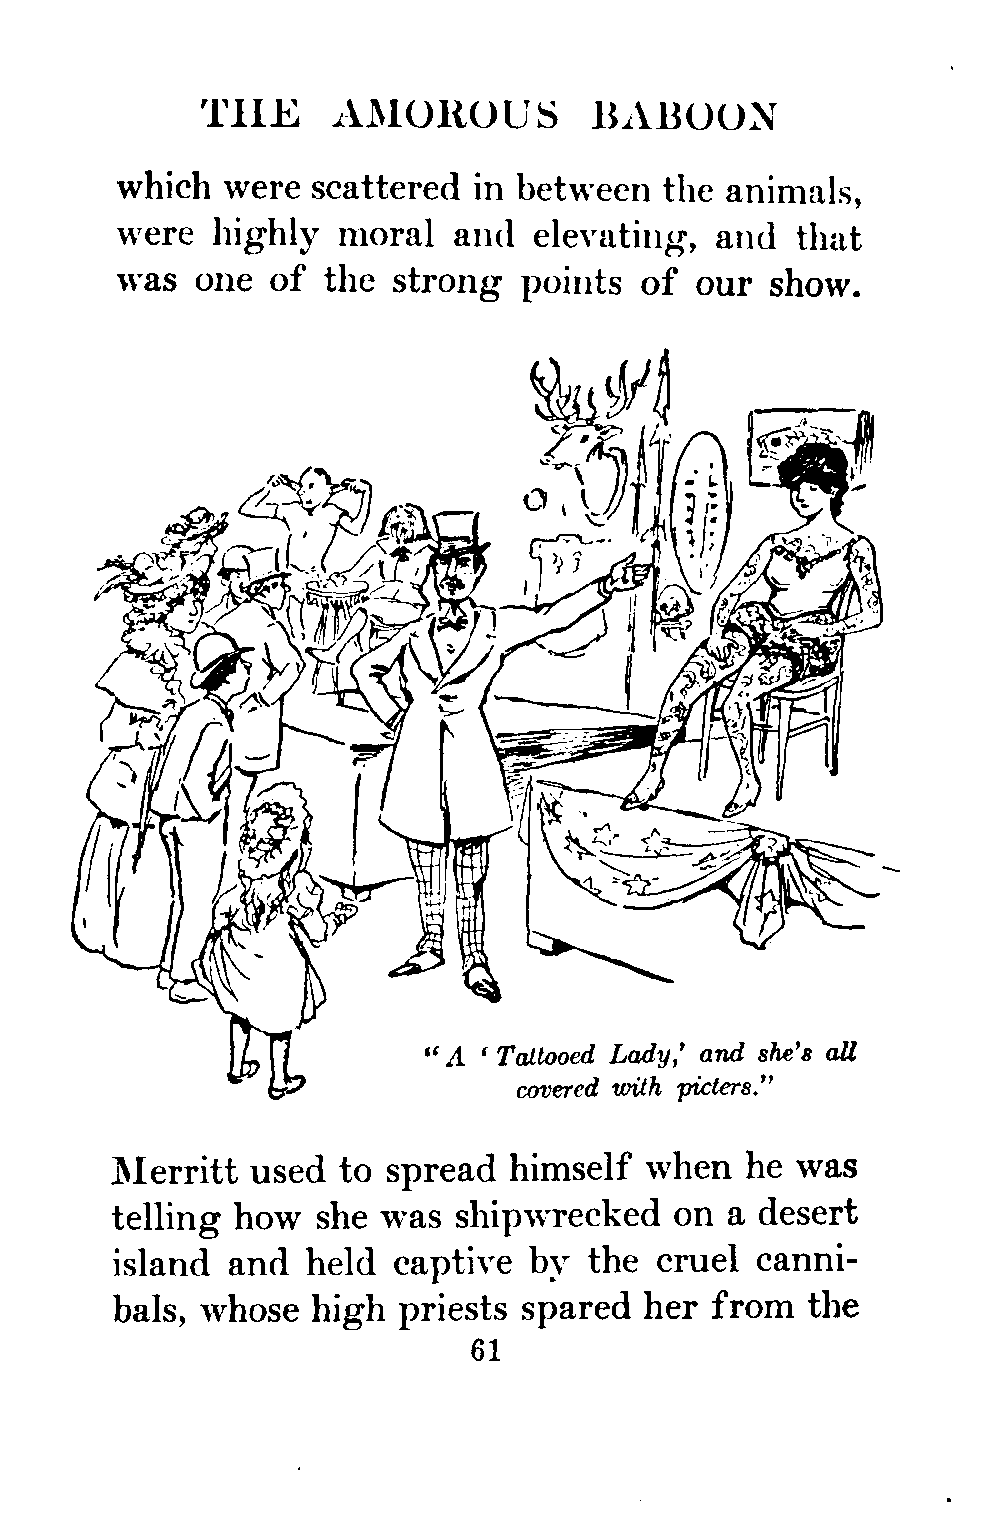 THE AMOROUS BABOON
which were scattered in between the animals,
were highly moral and elevating, and that
was one of the strong points of our show.
"A 'Tattooed Lady,' and she's all
covered with picters."
Merritt used to spread himself when he was
telling how she was shipwrecked on a desert
island and held captive by the cruel canni-
bals, whose high priests spared her from the
61